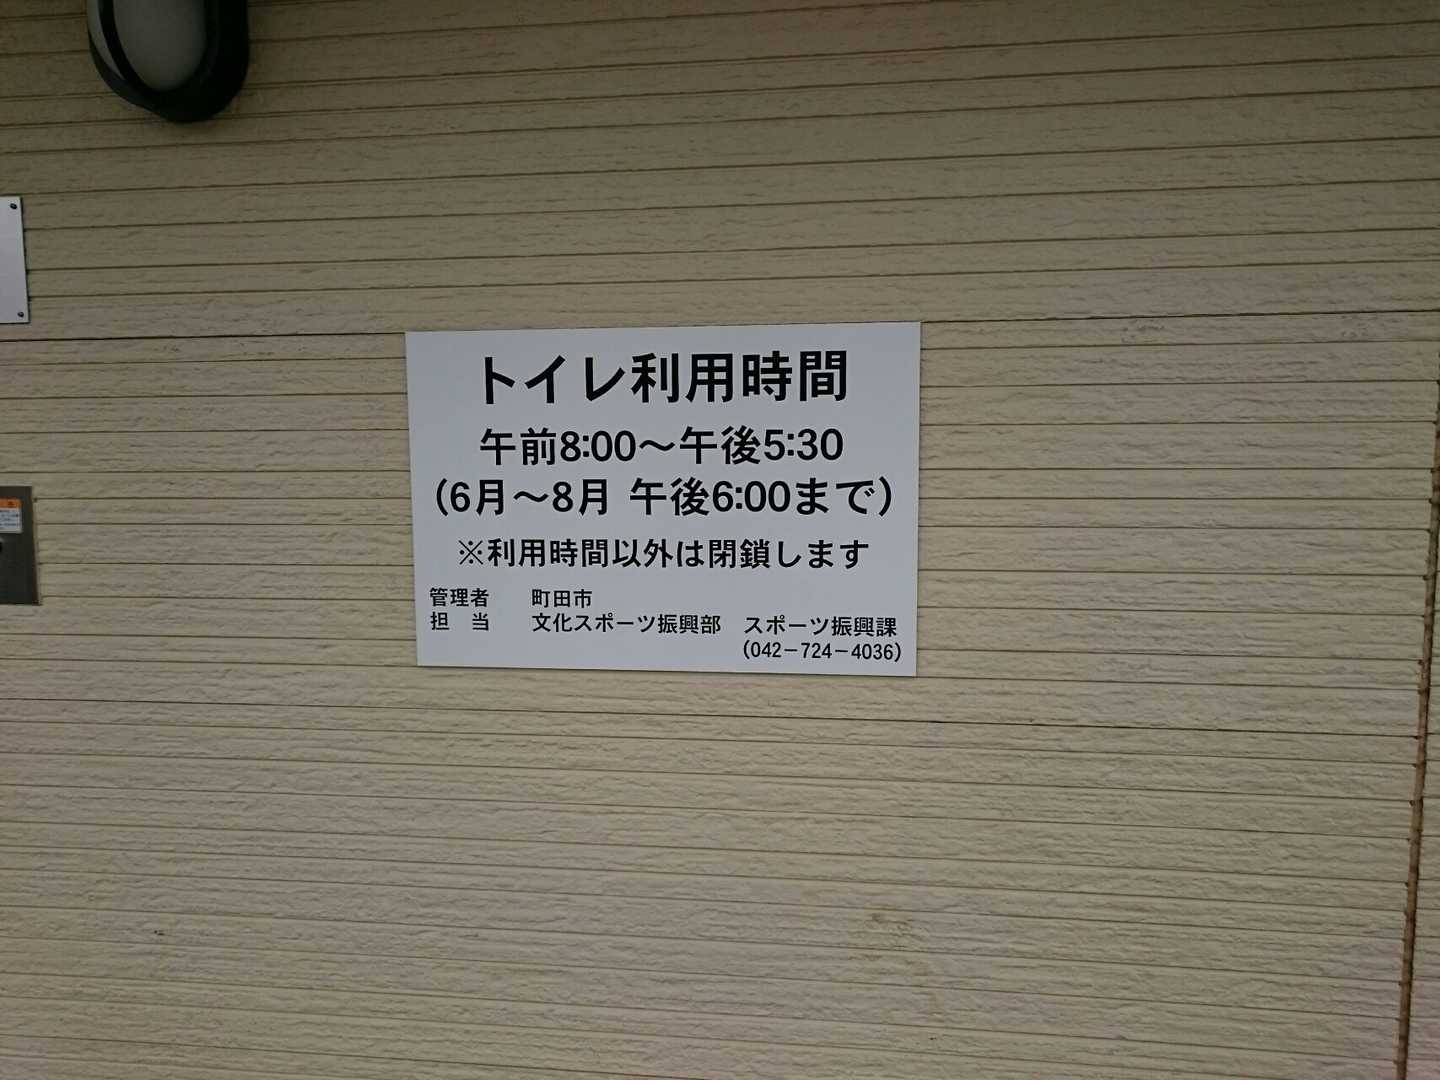 トイレ利用時間
午前8:00～午後5:30
(6月～8月 午後6:00まで)
※利用時間以外は閉鎖します
管理者 町田市
担 当 文化スポーツ振興部 スポーツ振興課
(042－724－4036)